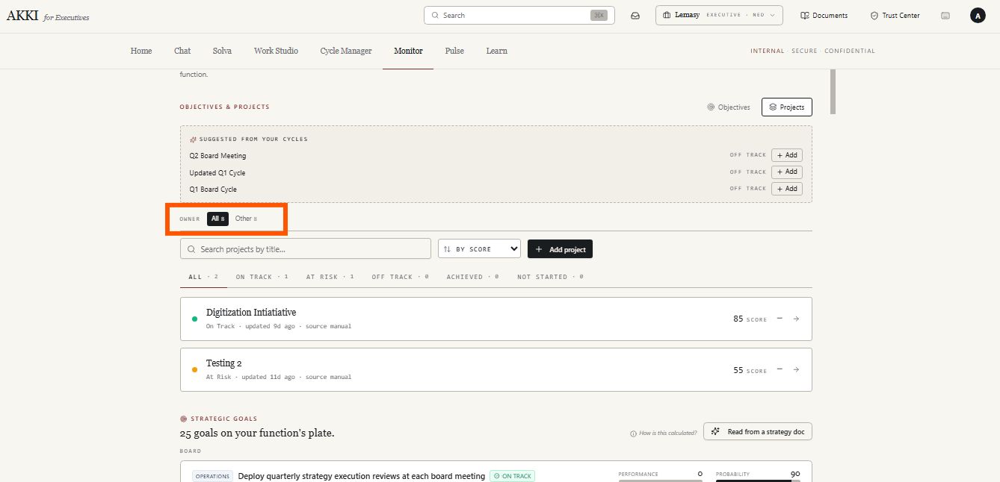 AKKI for Executives
Search
⌘K
Lemasy EXECUTIVE · NED
Documents
Trust Center
A
Home
Chat
Solva
Work Studio
Cycle Manager
Monitor
Pulse
Learn
INTERNAL · SECURE · CONFIDENTIAL
function.
OBJECTIVES & PROJECTS
Objectives
Projects
SUGGESTED FROM YOUR CYCLES
Q2 Board Meeting
OFF TRACK
+ Add
Updated Q1 Cycle
OFF TRACK
+ Add
Q1 Board Cycle
OFF TRACK
+ Add
OWNER All 8 Other 8
Search projects by title...
BY SCORE
+ Add project
ALL · 2
ON TRACK · 1
AT RISK · 1
OFF TRACK · 0
ACHIEVED · 0
NOT STARTED · 0
Digitization Intiatiative
On Track · updated 9d ago · source manual
85 SCORE —
Testing 2
At Risk · updated 11d ago · source manual
55 SCORE —
STRATEGIC GOALS
25 goals on your function's plate.
How is this calculated?
Read from a strategy doc
BOARD
OPERATIONS Deploy quarterly strategy execution reviews at each board meeting ON TRACK
PERFORMANCE 0
PROBABILITY 90